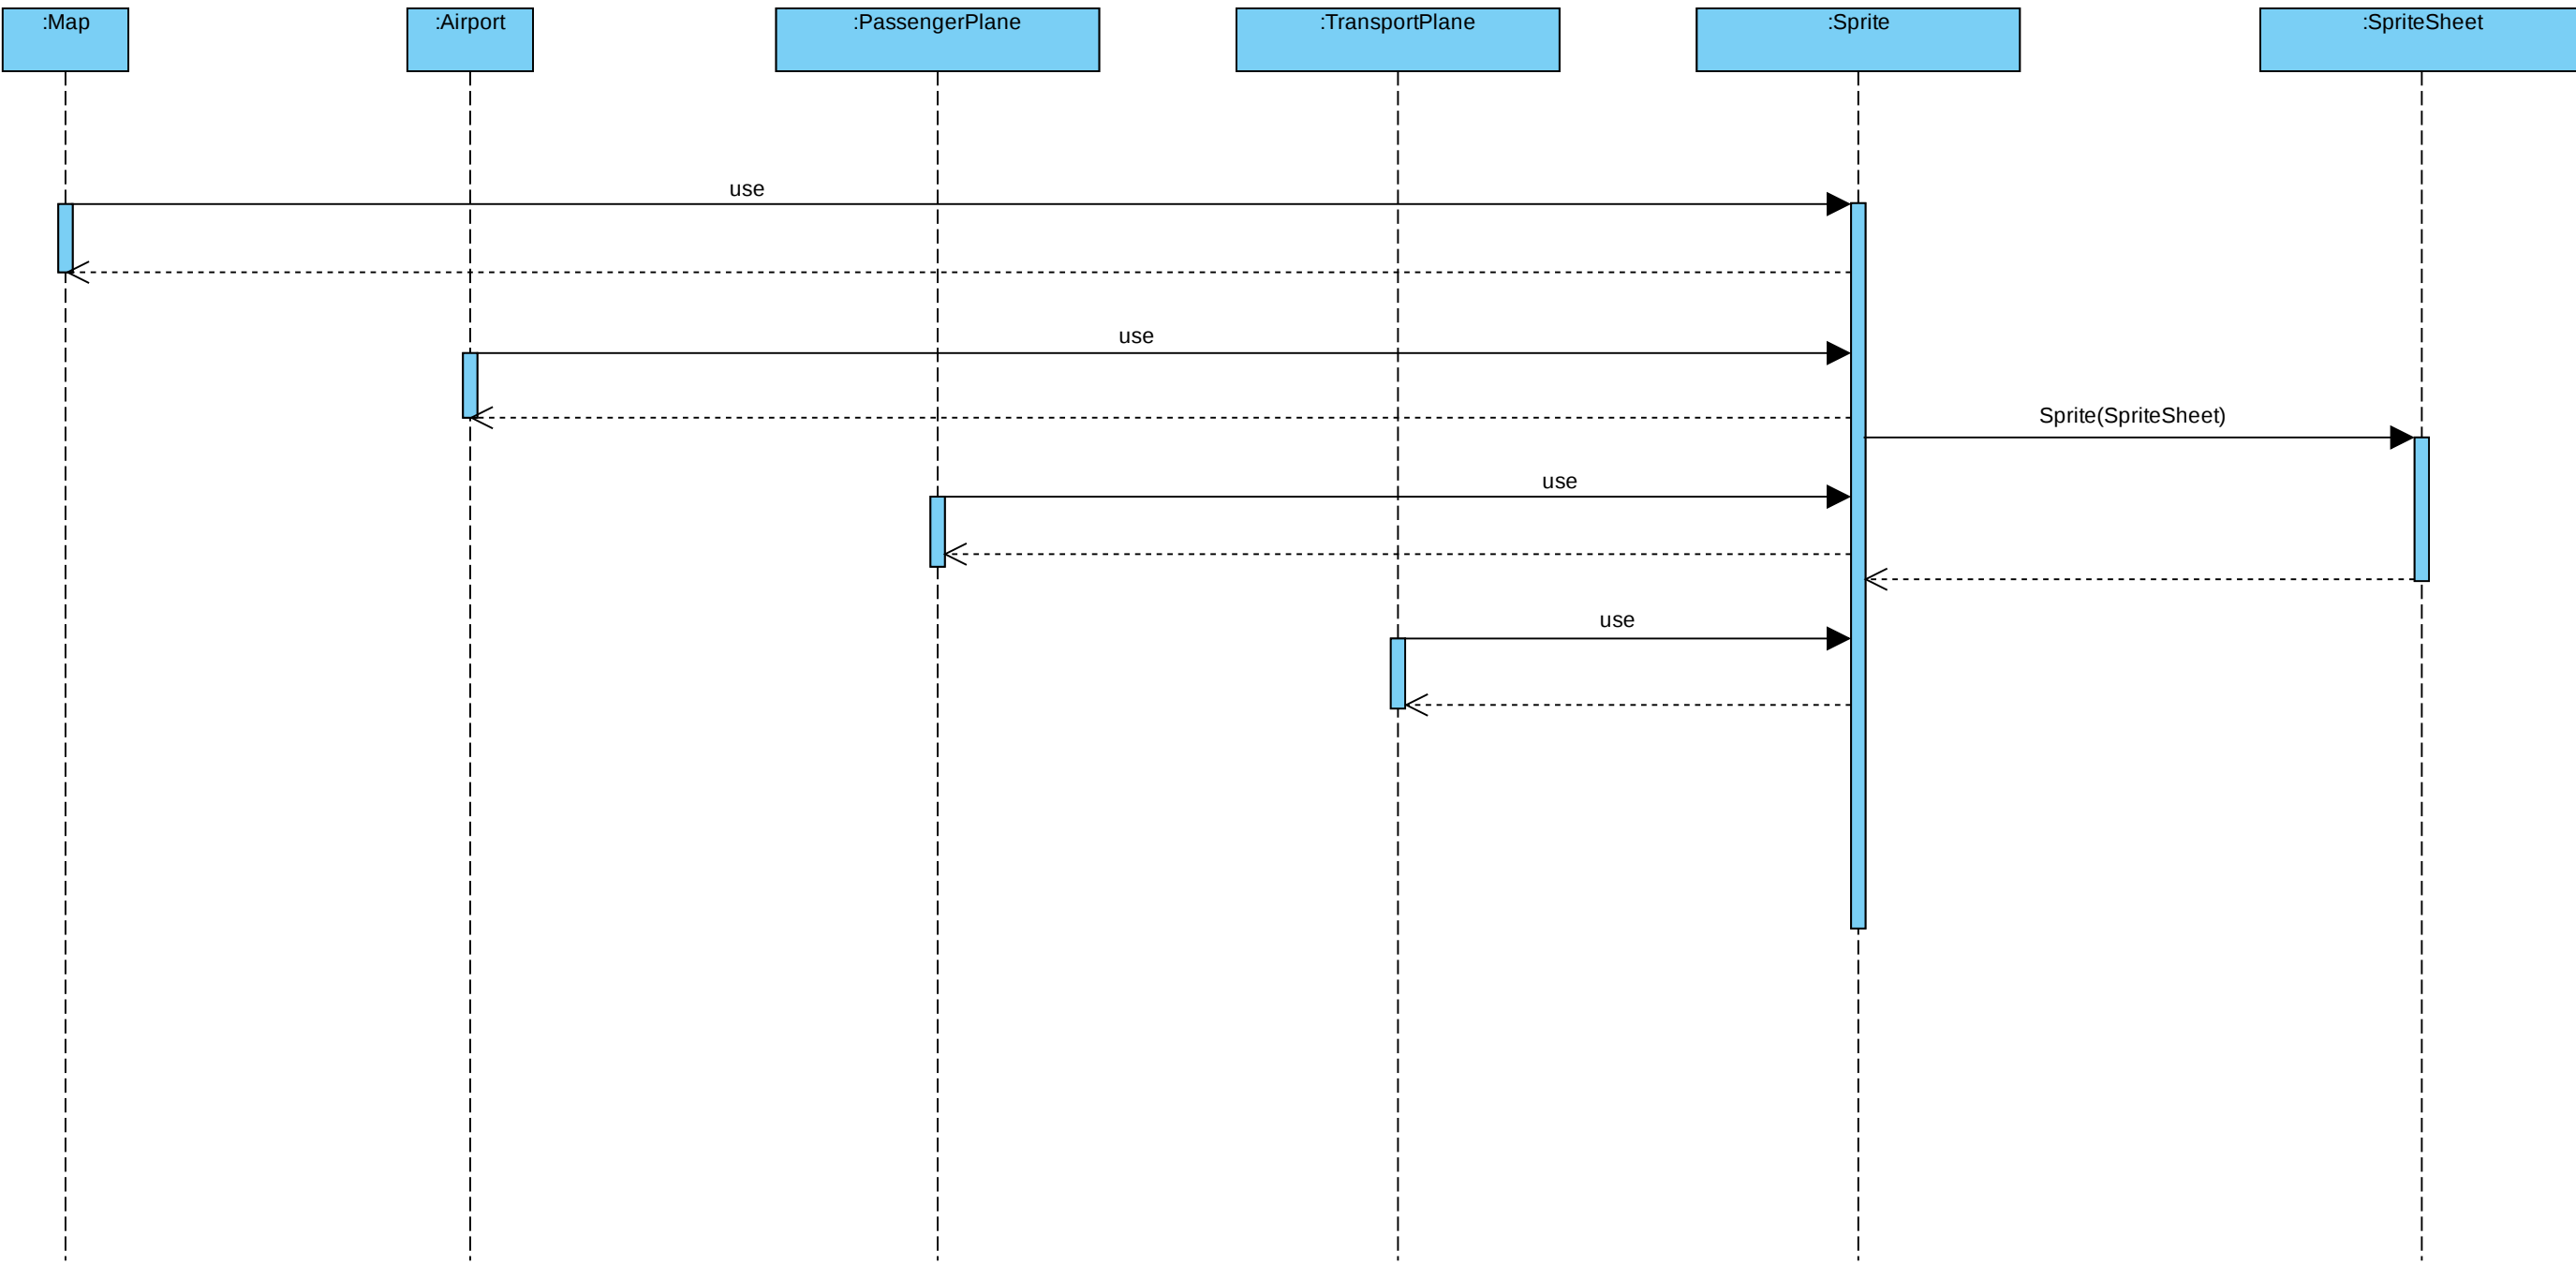 :Map
:Airport
:PassengerPlane
:TransportPlane
:Sprite
:SpriteSheet
use
use
Sprite(SpriteSheet)
use
use